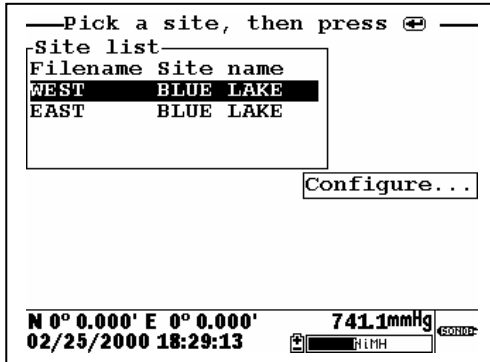 Pick a site, then press
Site list
Filename Site name
WEST BLUE LAKE
EAST BLUE LAKE
Configure...
N 0° 0.000' E 0° 0.000' 741.1mmHg
SONDE
02/25/2000 18:29:13 NiMH